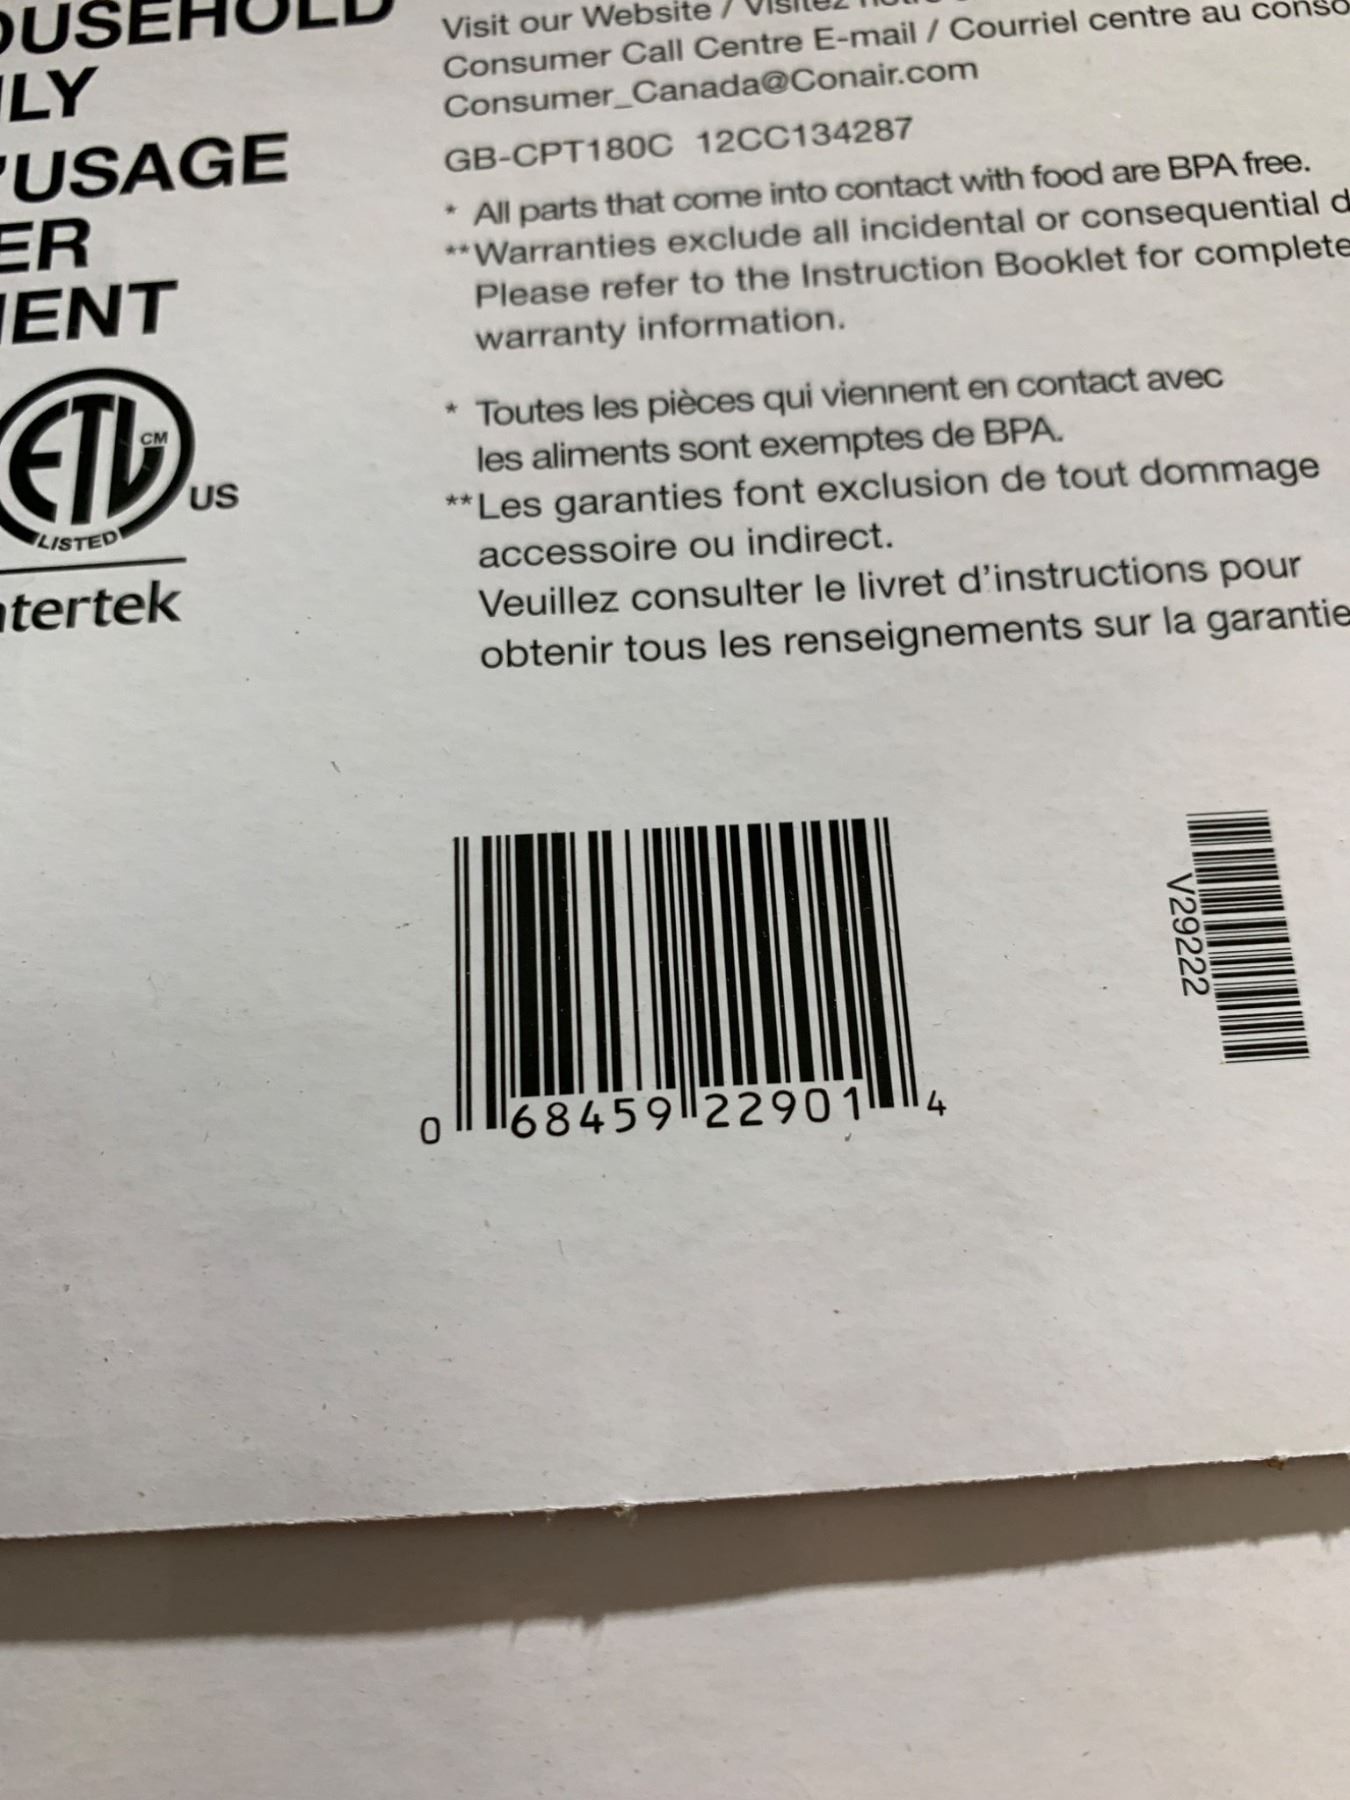 LY
ER
Visit our Website /
Consumer Call Centre E-mail / Courriel centre au
Consumer_Canada@Conair.com
GB-CPT180C 12CC134287
* All parts that come into contact with food are BPA free.
**Warranties exclude all incidental or consequential
Please refer to the Instruction Booklet for complete
warranty information.
* Toutes les pièces qui viennent en contact avec
les aliments sont exemptes de BPA.
**Les garanties font exclusion de tout dommage
accessoire ou indirect.
Veuillez consulter le livret d'instructions pour
obtenir tous les renseignements sur la garantie
'USAGE
ETL CM
LISTED
US
0 68459 22901 4
V29222